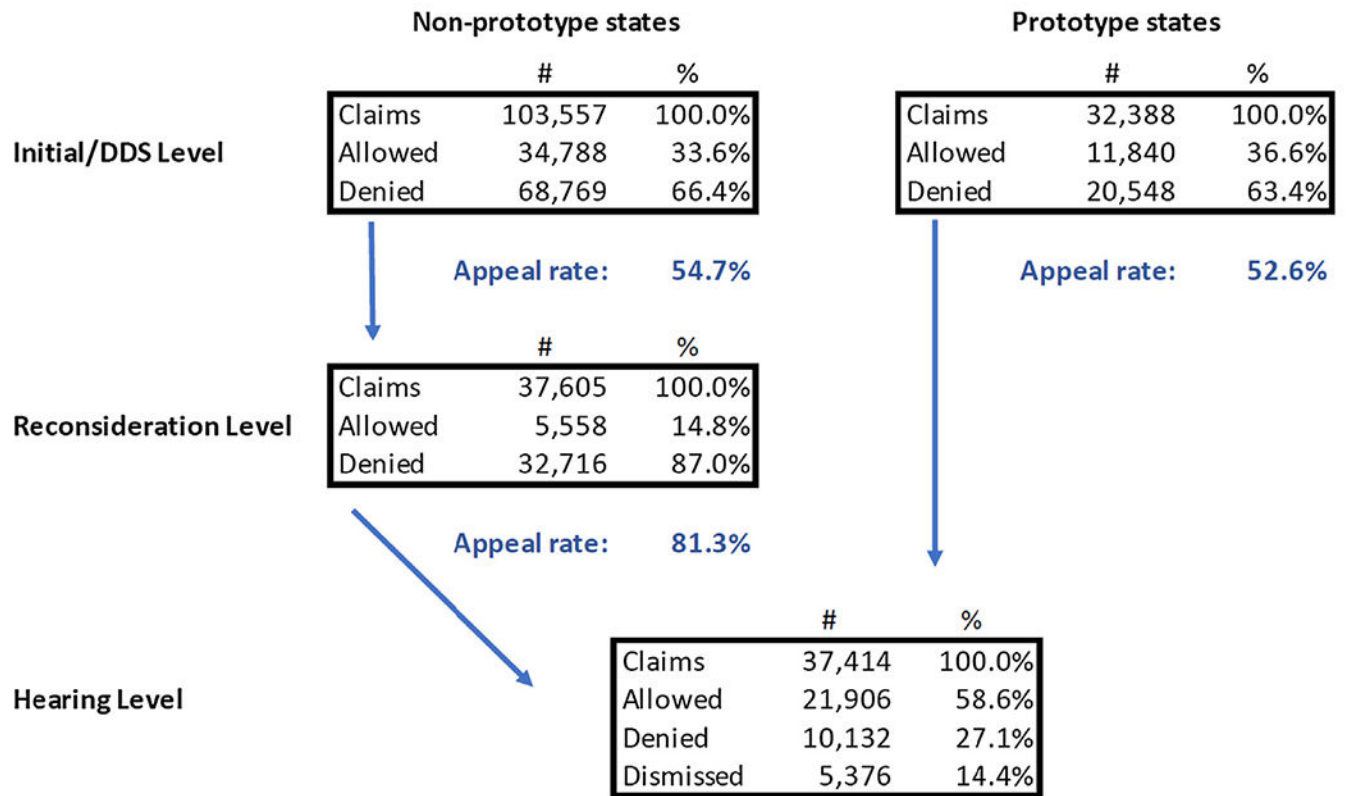 Non-prototype states Prototype states
# % # %
Claims 103,557 100.0% Claims 32,388 100.0%
Initial/DDS Level Allowed 34,788 33.6% Allowed 11,840 36.6%
Denied 68,769 66.4% Denied 20,548 63.4%
Appeal rate: 54.7% Appeal rate: 52.6%
# %
Claims 37,605 100.0%
Reconsideration Level Allowed 5,558 14.8%
Denied 32,716 87.0%
Appeal rate: 81.3%
# %
Claims 37,414 100.0%
Hearing Level Allowed 21,906 58.6%
Denied 10,132 27.1%
Dismissed 5,376 14.4%